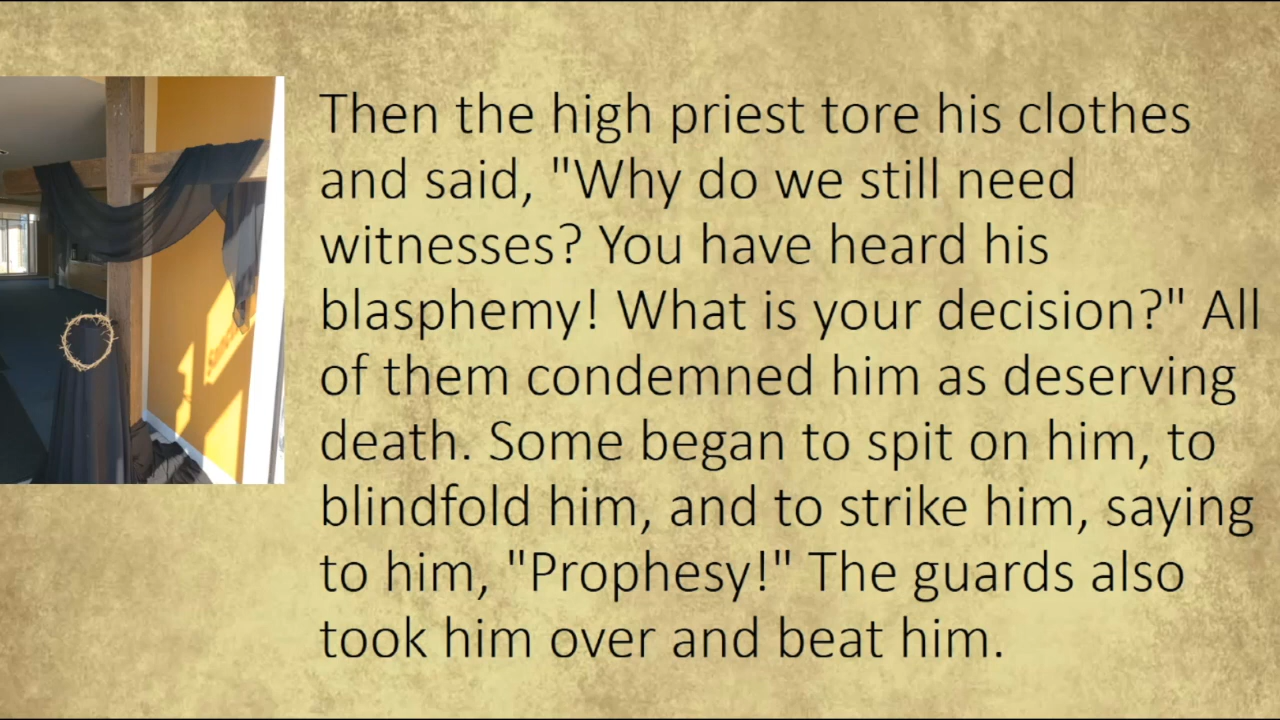 Then the high priest tore his clothes
and said, "Why do we still need
witnesses? You have heard his
blasphemy! What is your decision?" All
of them condemned him as deserving
death. Some began to spit on him, to
blindfold him, and to strike him, saying
to him, "Prophesy!" The guards also
took him over and beat him.